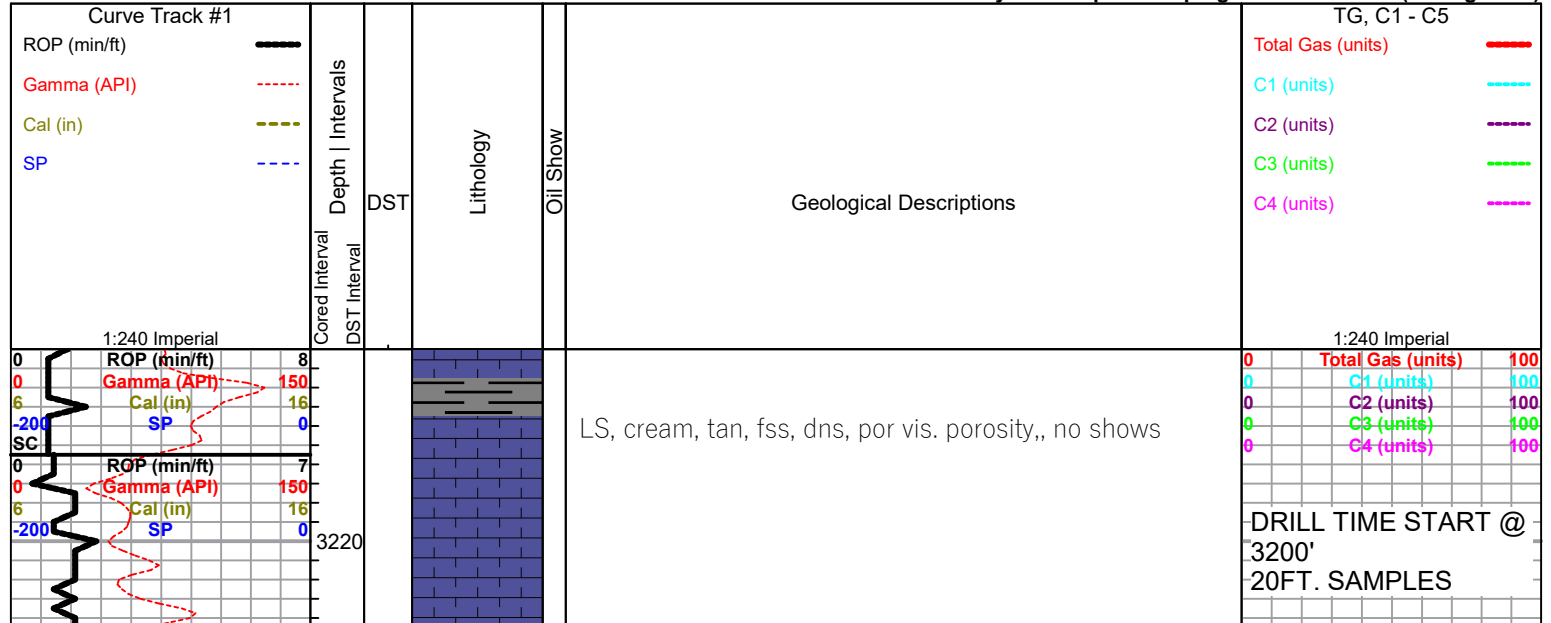 Curve Track #1
ROP (min/ft)
Gamma (API)
Cal (in)
SP
1:240 Imperial
Depth | Intervals
Cored Interval
DST Interval
DST
Lithology
Oil Show
Geological Descriptions
TG, C1 - C5
Total Gas (units)
C1 (units)
C2 (units)
C3 (units)
C4 (units)
1:240 Imperial
0 ROP (min/ft) 8
0 Gamma (API) 150
6 Cal (in) 16
-200 SP 0
SC
0 ROP (min/ft) 7
0 Gamma (API) 150
6 Cal (in) 16
-200 SP 0
3220
LS, cream, tan, fss, dns, por vis. porosity,, no shows
0 Total Gas (units) 100
0 C1 (units) 100
0 C2 (units) 100
0 C3 (units) 100
0 C4 (units) 100
DRILL TIME START @
3200'
20FT. SAMPLES